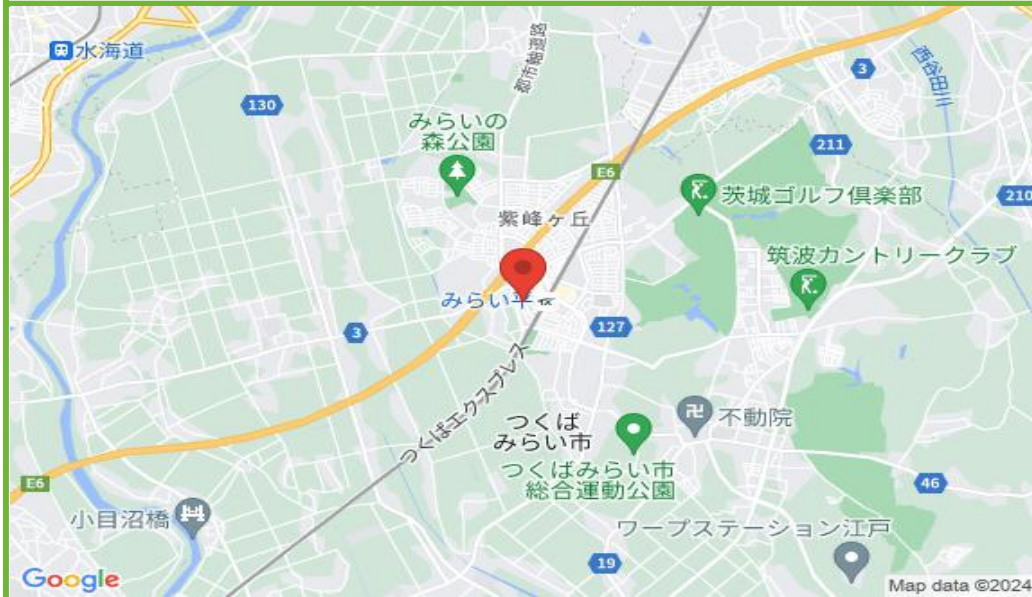 水海道
都市軸道路
3
西谷田川
130
みらいの
森公園
211
E6
紫峰ヶ丘
茨城ゴルフ倶楽部
210
筑波カントリークラブ
みらい平
3
127
つくばエクスプレス
つくば
みらい市
不動院
つくばみらい市
総合運動公園
46
E6
小目沼橋
ワープステーション江戸
19
Google
Map data ©2024